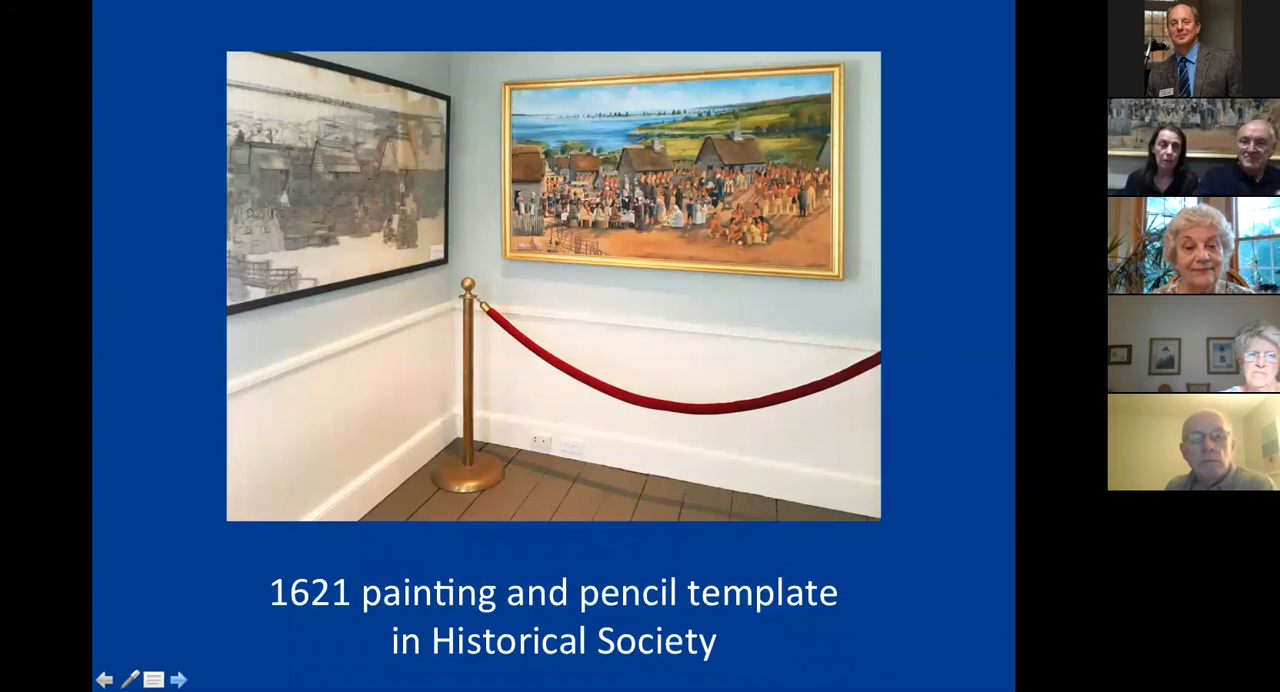 1621 painting and pencil template
in Historical Society